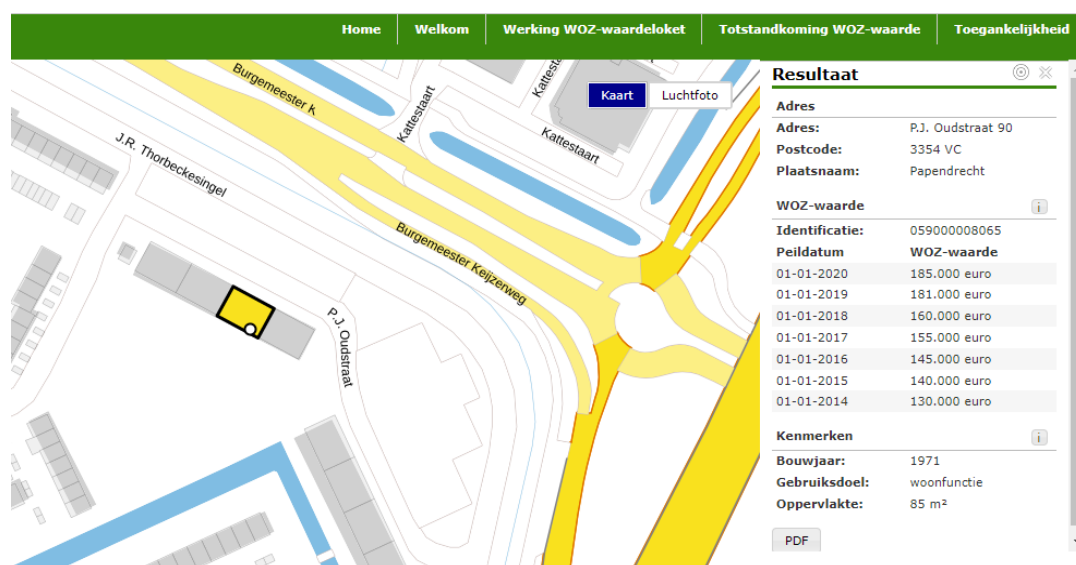 Home Welkom Werking WOZ-waardeloket Totstandkoming WOZ-waarde Toegankelijkheid
Kaart Luchtfoto
Burgemeester K
Kattestaart
Kattestaart
J.R. Thorbeckesingel
Burgemeester Keijzerweg
P.J. Oudstraat
Resultaat
Adres
Adres: P.J. Oudstraat 90
Postcode: 3354 VC
Plaatsnaam: Papendrecht
WOZ-waarde i
Identificatie: 059000008065
Peildatum WOZ-waarde
01-01-2020 185.000 euro
01-01-2019 181.000 euro
01-01-2018 160.000 euro
01-01-2017 155.000 euro
01-01-2016 145.000 euro
01-01-2015 140.000 euro
01-01-2014 130.000 euro
Kenmerken i
Bouwjaar: 1971
Gebruiksdoel: woonfunctie
Oppervlakte: 85 m²
PDF